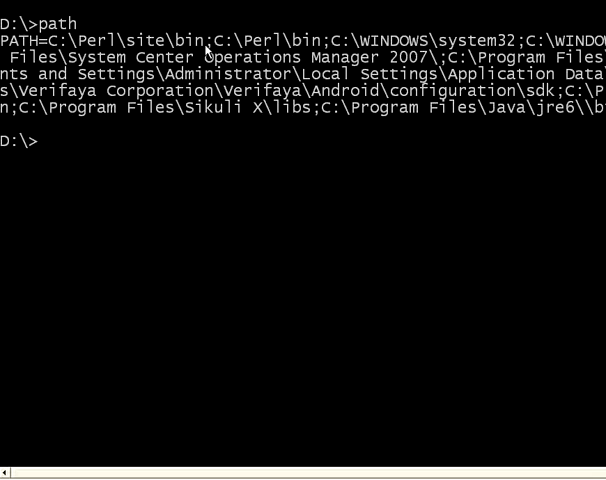 D:\>path
PATH=C:\Perl\site\bin;C:\Perl\bin;C:\WINDOWS\system32;C:\WINDO
Files\System Center Operations Manager 2007\;C:\Program Files
nts and Settings\Administrator\Local Settings\Application Data
s\Verifaya Corporation\Verifaya\Android\configuration\sdk;C:\P
n;C:\Program Files\Sikuli X\libs;C:\Program Files\Java\jre6\\b
D:\>